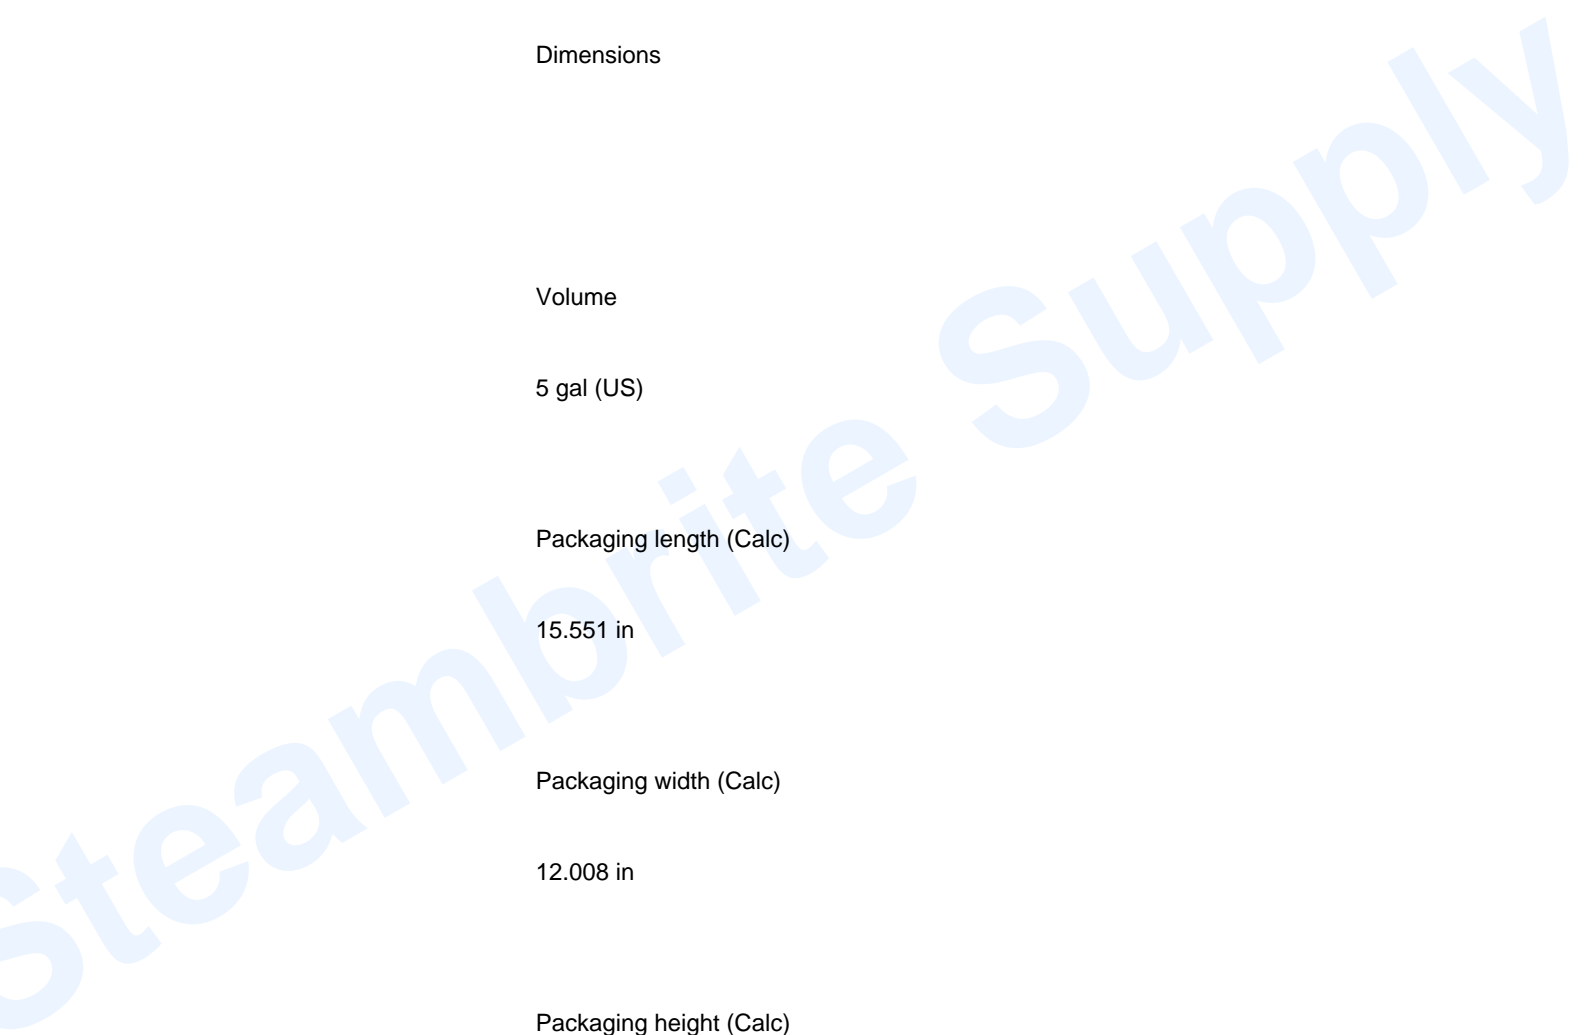 Dimensions
Volume
5 gal (US)
Packaging length (Calc)
15.551 in
Packaging width (Calc)
12.008 in
Packaging height (Calc)
Steambrite Supply